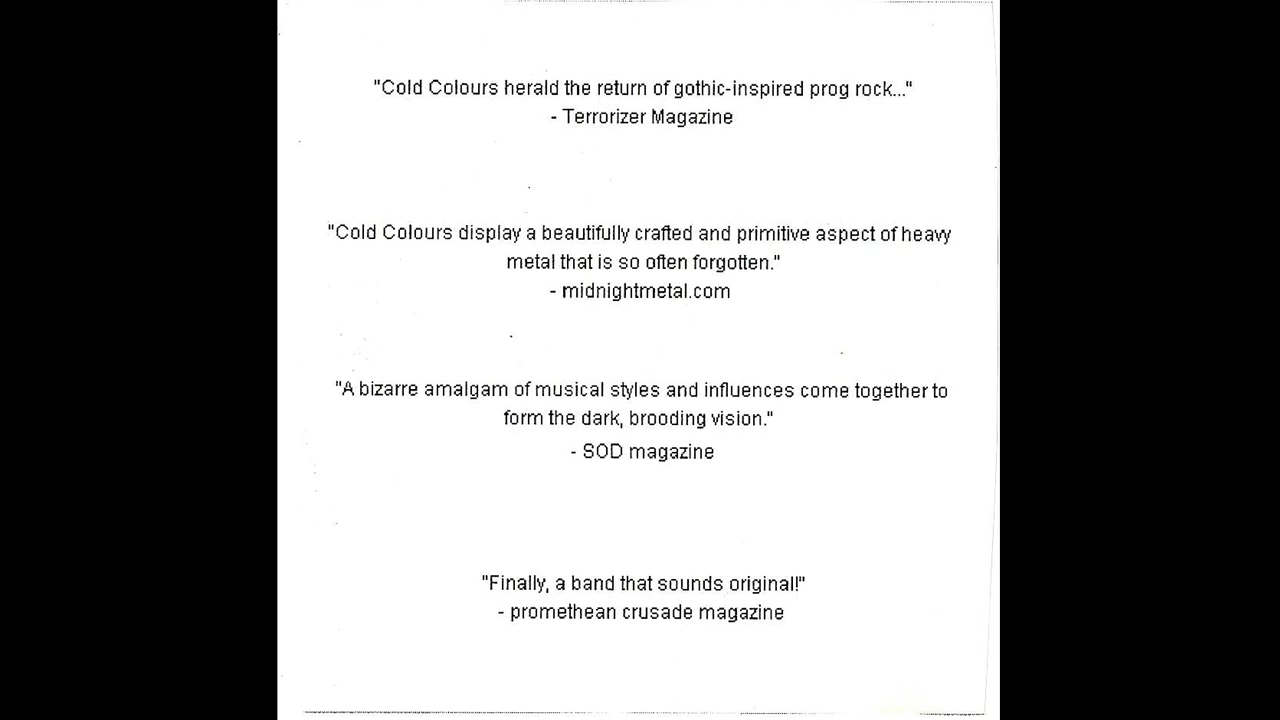 "Cold Colours herald the return of gothic-inspired prog rock..."
- Terrorizer Magazine
"Cold Colours display a beautifully crafted and primitive aspect of heavy
metal that is so often forgotten."
- midnightmetal.com
"A bizarre amalgam of musical styles and influences come together to
form the dark, brooding vision."
- SOD magazine
"Finally, a band that sounds original!"
- promethean crusade magazine